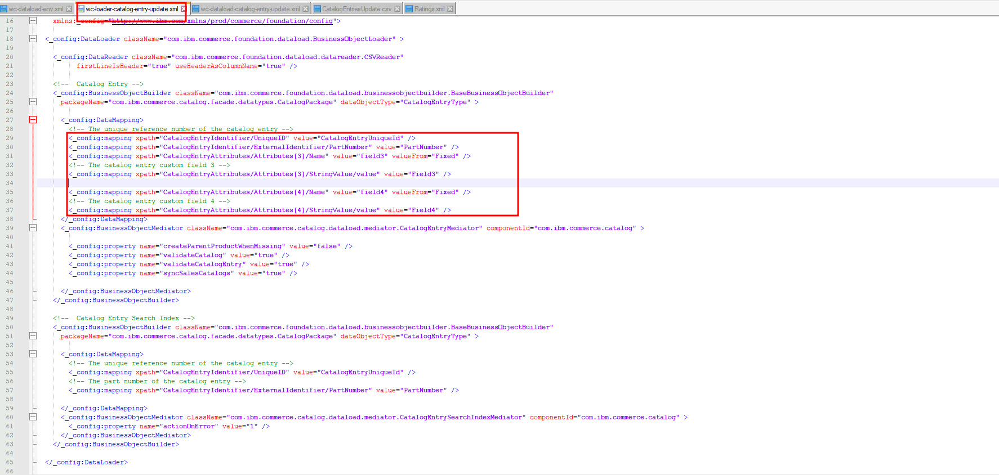 wc-dataload-env.xml wc-loader-catalog-entry-update.xml wc-dataload-catalog-entry-update.xml CatalogEntriesUpdate.csv Ratings.xml
16 xmlns:_config="http://www.ibm.com/xmlns/prod/commerce/foundation/config">
17
18 <_config:DataLoader className="com.ibm.commerce.foundation.dataload.BusinessObjectLoader" >
19
20 <_config:DataReader className="com.ibm.commerce.foundation.dataload.datareader.CSVReader"
21 firstLineIsHeader="true" useHeaderAsColumnName="true" />
22
23 <!--  Catalog Entry -->
24 <_config:BusinessObjectBuilder className="com.ibm.commerce.foundation.dataload.businessobjectbuilder.BaseBusinessObjectBuilder"
25 packageName="com.ibm.commerce.catalog.facade.datatypes.CatalogPackage" dataObjectType="CatalogEntryType" >
26
27 <_config:DataMapping>
28 <!-- The unique reference number of the catalog entry -->
29 <_config:mapping xpath="CatalogEntryIdentifier/UniqueID" value="CatalogEntryUniqueId" />
30 <_config:mapping xpath="CatalogEntryIdentifier/ExternalIdentifier/PartNumber" value="PartNumber" />
31 <_config:mapping xpath="CatalogEntryAttributes/Attributes[3]/Name" value="field3" valueFrom="Fixed" />
32 <!-- The catalog entry custom field 3 -->
33 <_config:mapping xpath="CatalogEntryAttributes/Attributes[3]/StringValue/value" value="Field3" />
34
35 <_config:mapping xpath="CatalogEntryAttributes/Attributes[4]/Name" value="field4" valueFrom="Fixed" />
36 <!-- The catalog entry custom field 4 -->
37 <_config:mapping xpath="CatalogEntryAttributes/Attributes[4]/StringValue/value" value="Field4" />
38 </_config:DataMapping>
39 <_config:BusinessObjectMediator className="com.ibm.commerce.catalog.dataload.mediator.CatalogEntryMediator" componentId="com.ibm.commerce.catalog" >
40
41 <_config:property name="createParentProductWhenMissing" value="false" />
42 <_config:property name="validateCatalog" value="true" />
43 <_config:property name="validateCatalogEntry" value="true" />
44 <_config:property name="syncSalesCatalogs" value="true" />
45
46 </_config:BusinessObjectMediator>
47 </_config:BusinessObjectBuilder>
48
49 <!--  Catalog Entry Search Index -->
50 <_config:BusinessObjectBuilder className="com.ibm.commerce.foundation.dataload.businessobjectbuilder.BaseBusinessObjectBuilder"
51 packageName="com.ibm.commerce.catalog.facade.datatypes.CatalogPackage" dataObjectType="CatalogEntryType" >
52
53 <_config:DataMapping>
54 <!-- The unique reference number of the catalog entry -->
55 <_config:mapping xpath="CatalogEntryIdentifier/UniqueID" value="CatalogEntryUniqueId" />
56 <!-- The part number of the catalog entry -->
57 <_config:mapping xpath="CatalogEntryIdentifier/ExternalIdentifier/PartNumber" value="PartNumber" />
58
59 </_config:DataMapping>
60 <_config:BusinessObjectMediator className="com.ibm.commerce.catalog.dataload.mediator.CatalogEntrySearchIndexMediator" componentId="com.ibm.commerce.catalog" >
61 <_config:property name="actionOnError" value="1" />
62 </_config:BusinessObjectMediator>
63 </_config:BusinessObjectBuilder>
64
65 </_config:DataLoader>
66